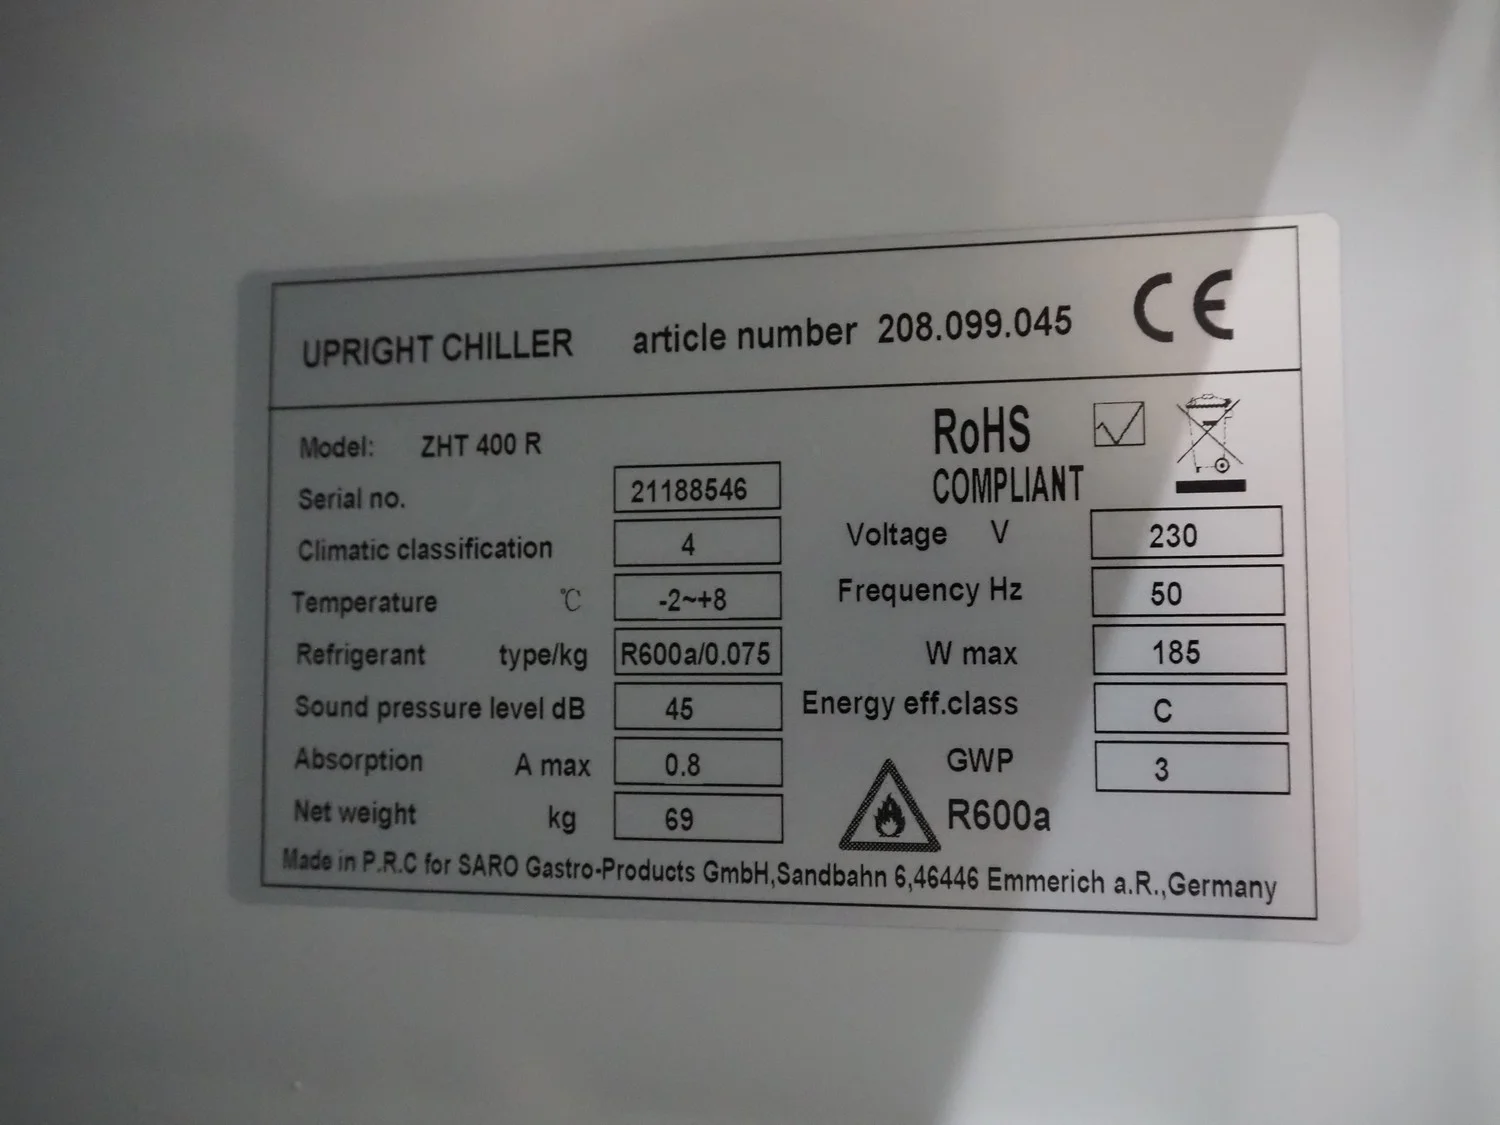 UPRIGHT CHILLER article number 208.099.045 CE
Model: ZHT 400 R
RoHS
COMPLIANT
Serial no. 21188546
Climatic classification 4
Temperature ℃ -2~+8
Refrigerant type/kg R600a/0.075
Sound pressure level dB 45
Absorption A max 0.8
Net weight kg 69
Voltage V 230
Frequency Hz 50
W max 185
Energy eff.class C
GWP 3
R600a
Made in P.R.C for SARO Gastro-Products GmbH,Sandbahn 6,46446 Emmerich a.R.,Germany